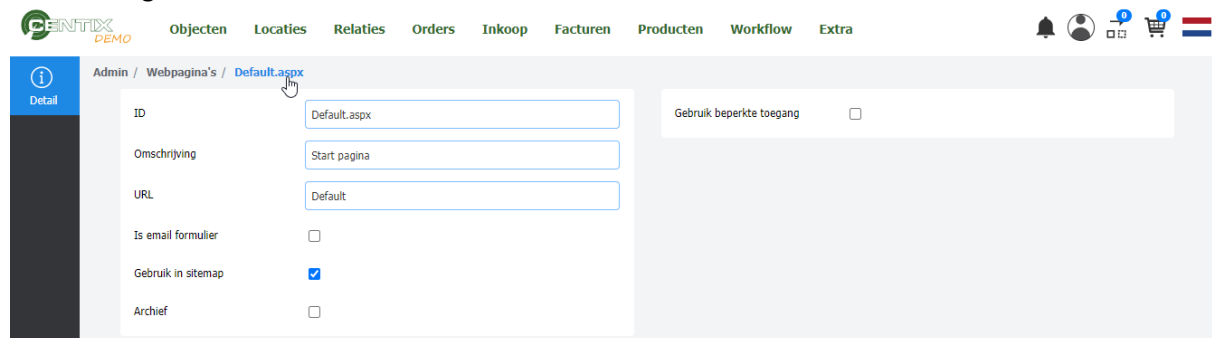 CENTIX DEMO Objecten Locaties Relaties Orders Inkoop Facturen Producten Workflow Extra 0 0
Admin / Webpagina's / Default.aspx
Detail
ID Default.aspx Gebruik beperkte toegang
Omschrijving Start pagina
URL Default
Is email formulier
Gebruik in sitemap
Archief